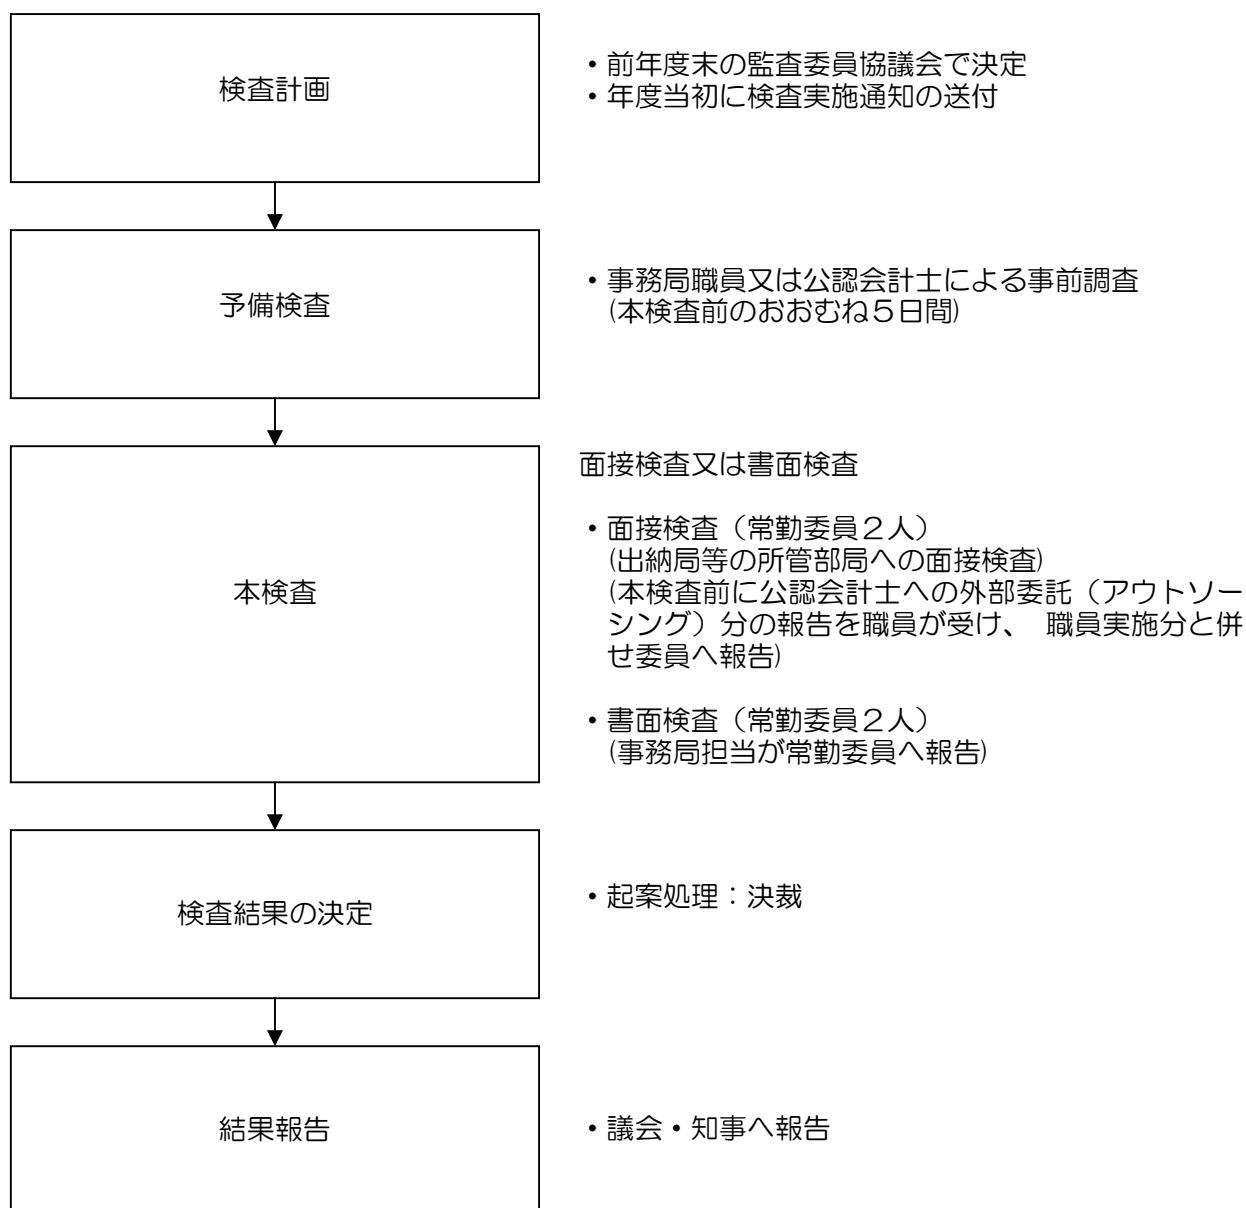 検査計画
・前年度末の監査委員協議会で決定
・年度当初に検査実施通知の送付
予備検査
・事務局職員又は公認会計士による事前調査
(本検査前のおおむね５日間)
本検査
面接検査又は書面検査
・面接検査（常勤委員２人）
(出納局等の所管部局への面接検査)
(本検査前に公認会計士への外部委託（アウトソー
シング）分の報告を職員が受け、 職員実施分と併
せ委員へ報告)
・書面検査（常勤委員２人）
(事務局担当が常勤委員へ報告)
検査結果の決定
・起案処理：決裁
結果報告
・議会・知事へ報告